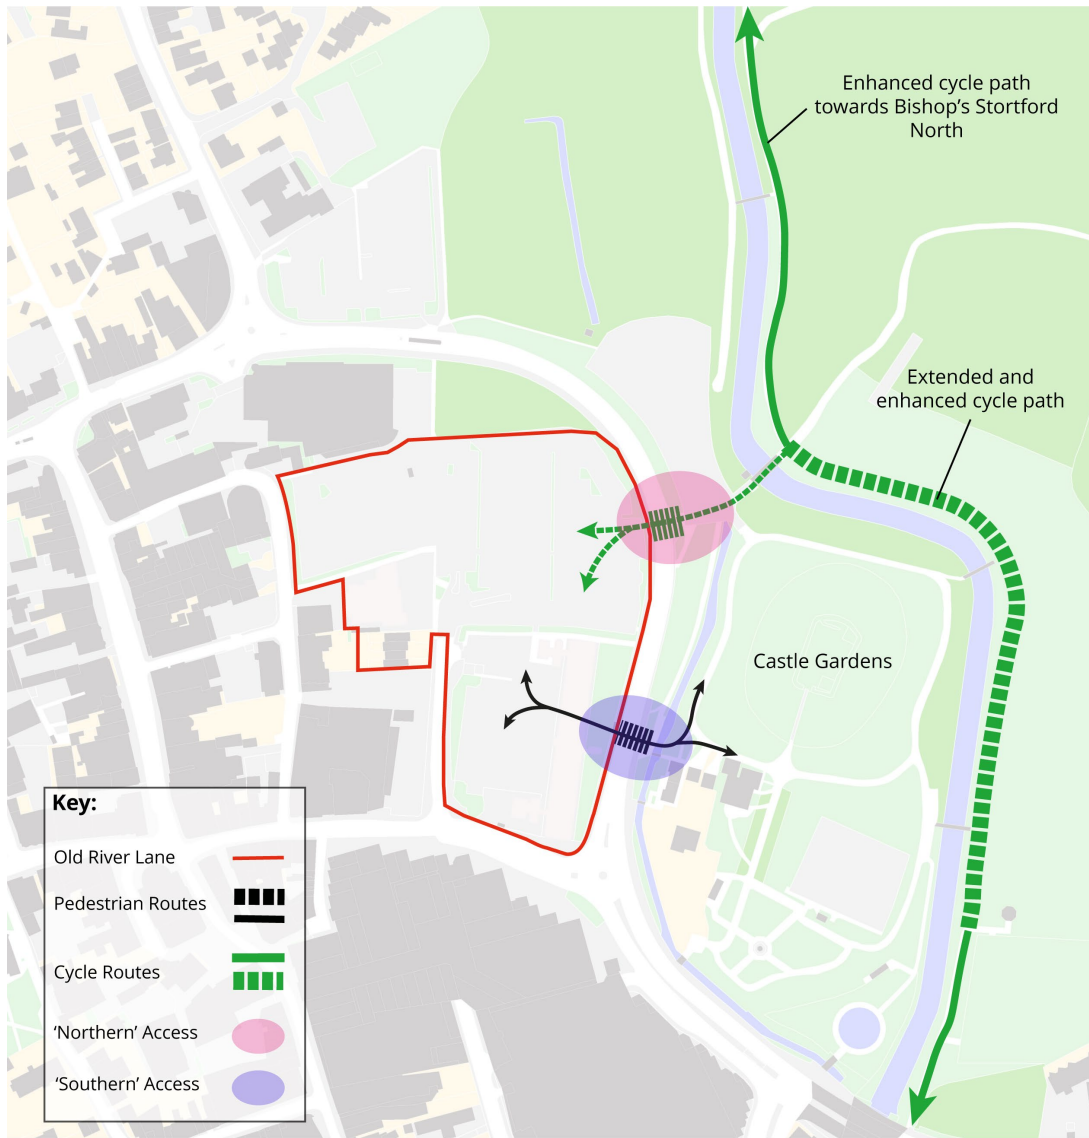 Enhanced cycle path
towards Bishop’s Stortford
North
Extended and
enhanced cycle path
Castle Gardens
Key:
Old River Lane
Pedestrian Routes
Cycle Routes
‘Northern’ Access
‘Southern’ Access